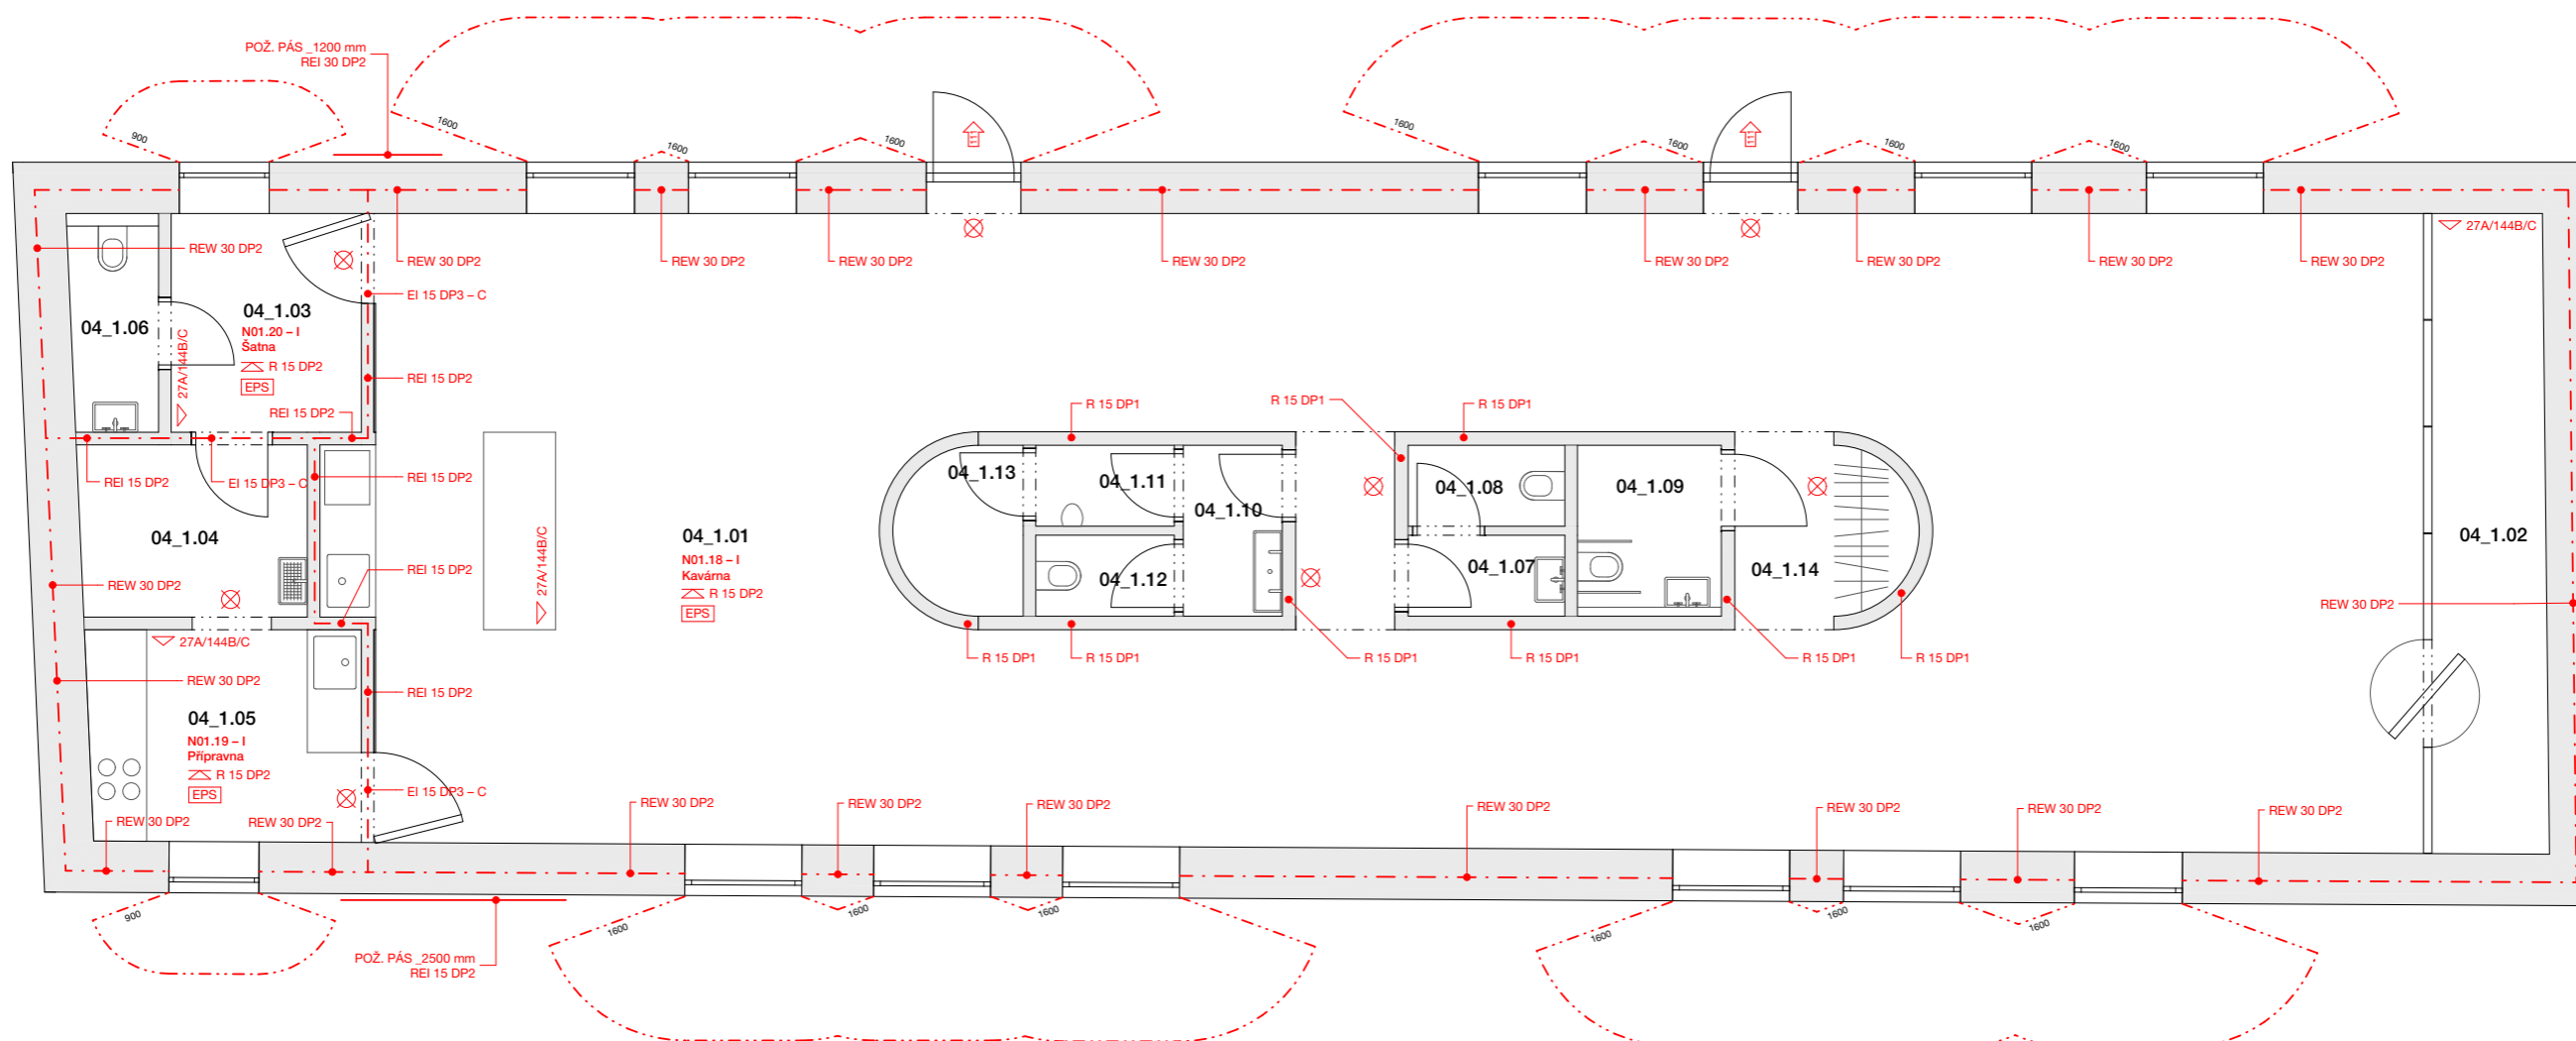 POŽ. PÁS _1200 mm
REI 30 DP2
900
1600
1600
1600
1600
1600
1600
27A/144B/C
REW 30 DP2
REW 30 DP2
REW 30 DP2
REW 30 DP2
REW 30 DP2
REW 30 DP2
REW 30 DP2
REW 30 DP2
REW 30 DP2
EI 15 DP3 – C
04_1.06
04_1.03
N01.20 – I
Šatna
R 15 DP2
EPS
27A/144B/C
REI 15 DP2
REI 15 DP2
R 15 DP1
R 15 DP1
R 15 DP1
REI 15 DP2
EI 15 DP3 – C
REI 15 DP2
04_1.13
04_1.11
04_1.10
04_1.08
04_1.09
04_1.04
04_1.01
N01.18 – I
Kavárna
R 15 DP2
EPS
27A/144B/C
04_1.02
REI 15 DP2
REW 30 DP2
04_1.12
04_1.07
04_1.14
REW 30 DP2
27A/144B/C
R 15 DP1
R 15 DP1
R 15 DP1
R 15 DP1
R 15 DP1
R 15 DP1
REW 30 DP2
REI 15 DP2
04_1.05
N01.19 – I
Přípravna
R 15 DP2
EPS
EI 15 DP3 – C
REW 30 DP2
REW 30 DP2
REW 30 DP2
REW 30 DP2
REW 30 DP2
REW 30 DP2
REW 30 DP2
REW 30 DP2
REW 30 DP2
900
1600
1600
1600
1600
1600
1600
POŽ. PÁS _2500 mm
REI 15 DP2